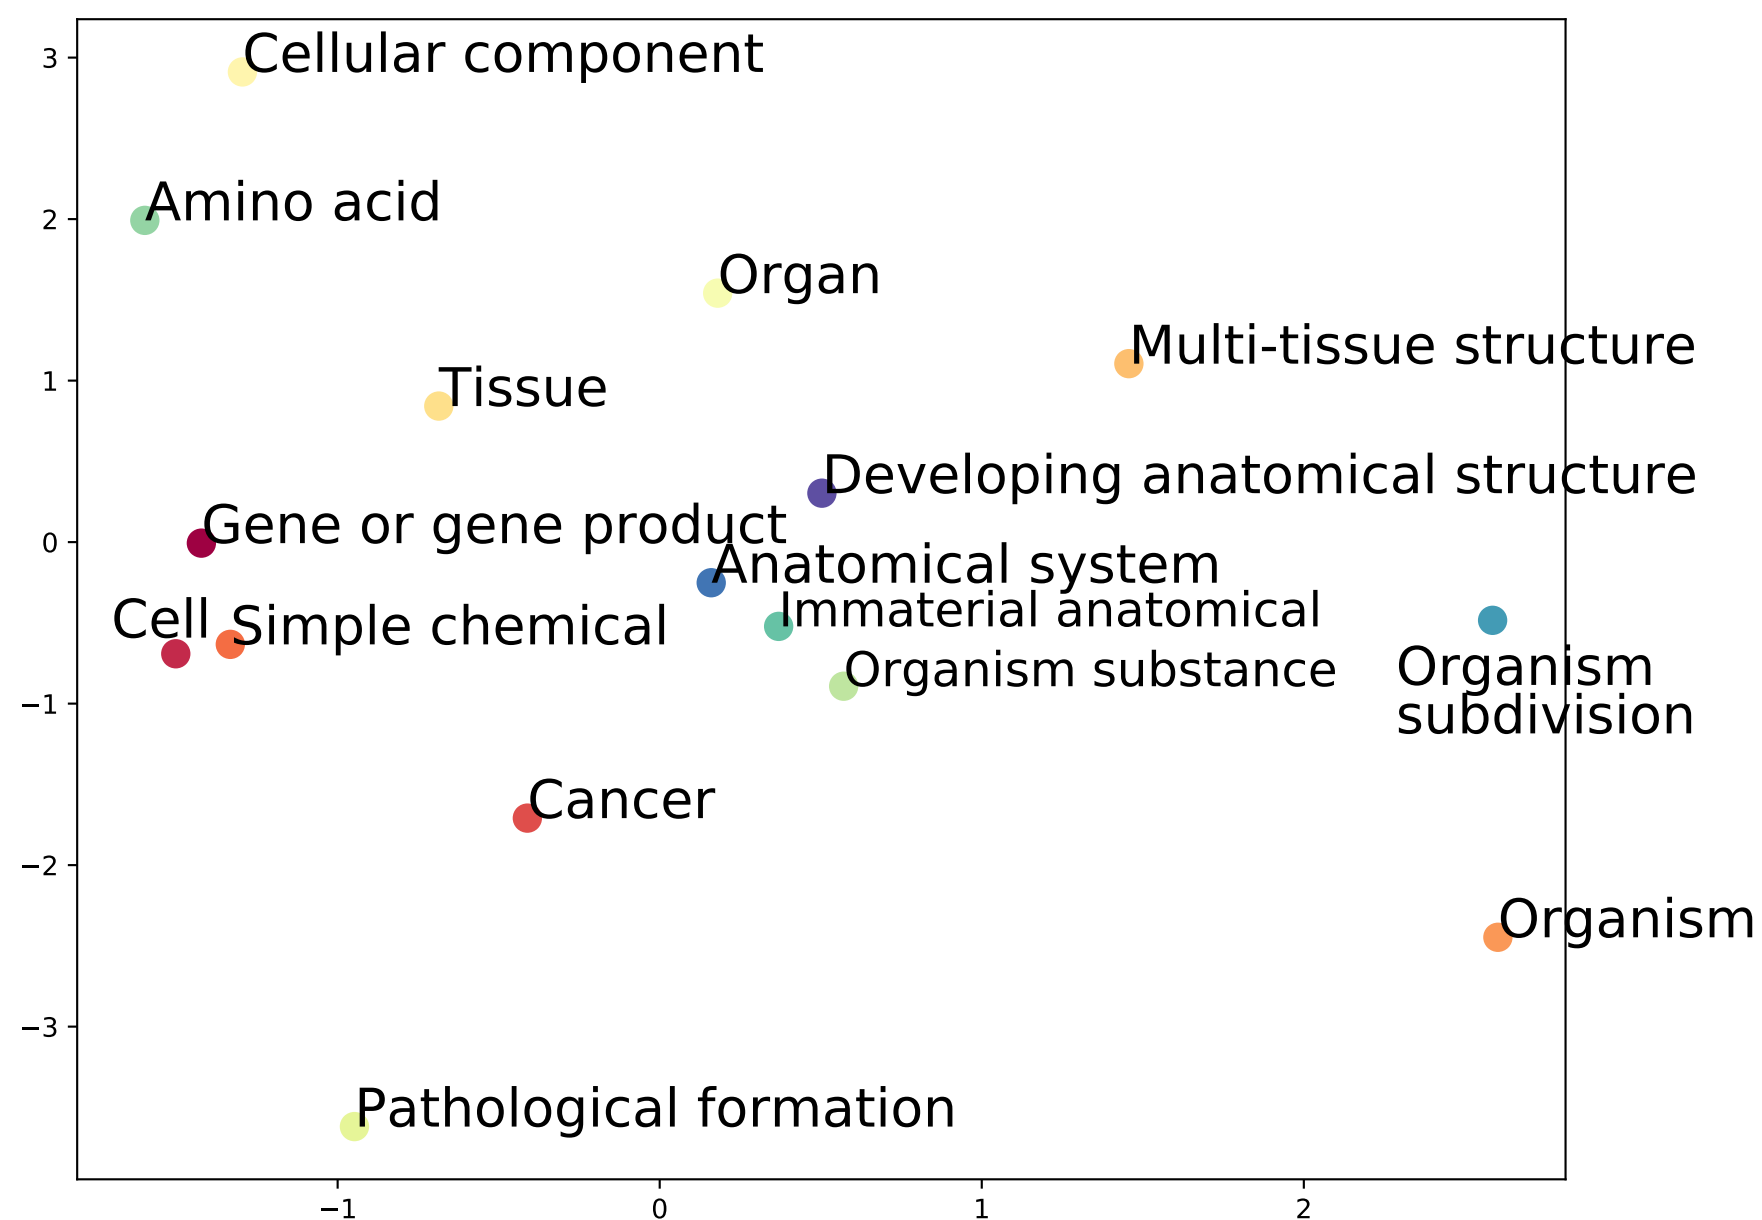 3
Cellular component
2
Amino acid
Organ
Multi-tissue structure
1
Tissue
Developing anatomical structure
0
Gene or gene product
Anatomical system
Immaterial anatomical
Cell
Simple chemical
Organism substance
Organism
subdivision
−1
Cancer
−2
Organism
−3
Pathological formation
−1
0
1
2